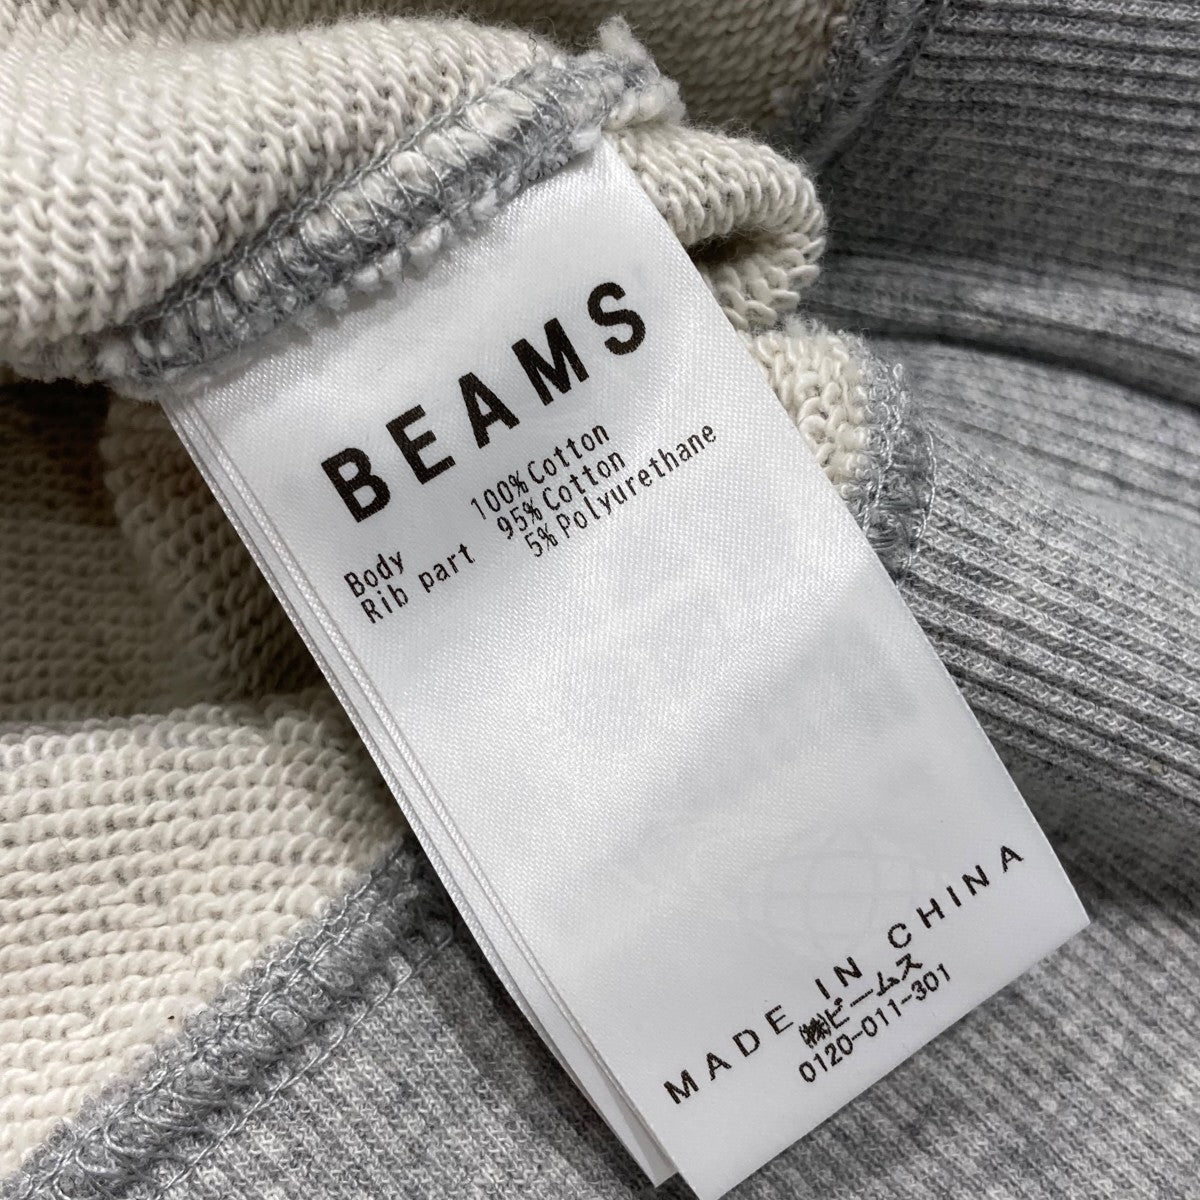 BEAMS
Body 100%Cotton
Rib part 95%Cotton
5%Polyurethane
MADE IN CHINA
㈱ビームス
0120-011-301